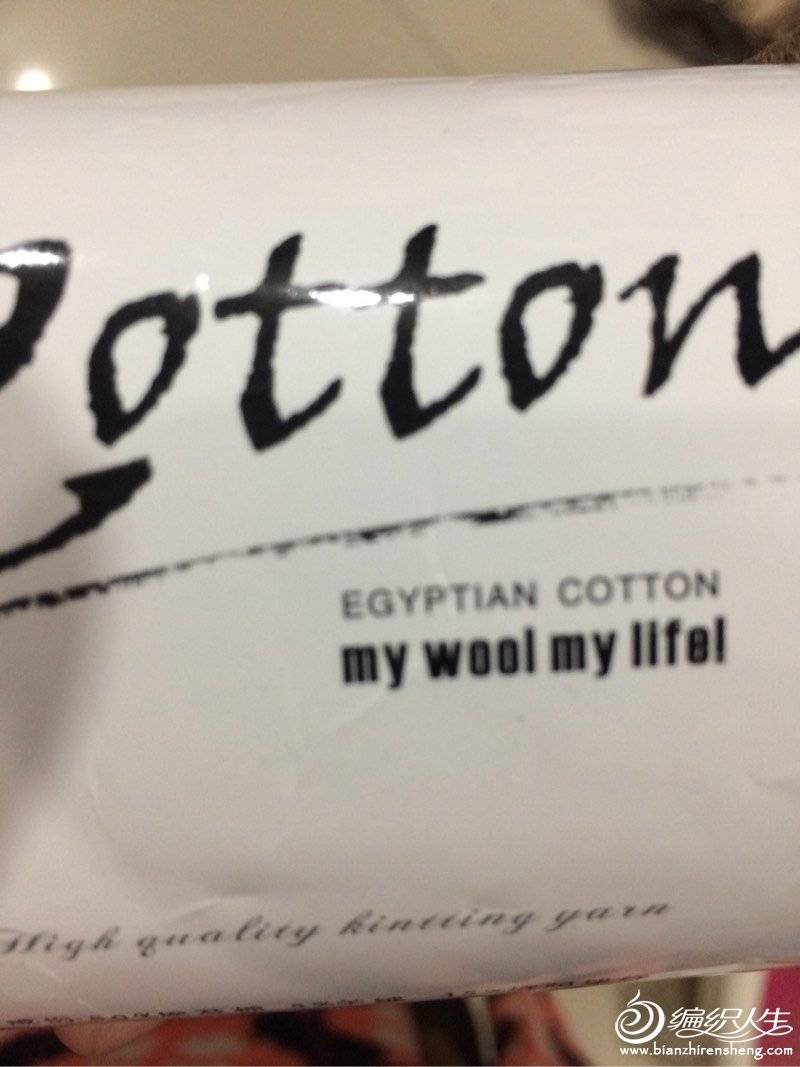 Cotton
EGYPTIAN COTTON
my wool my life!
High quality kintting yarn
编织人生
www.bianzhirensheng.com